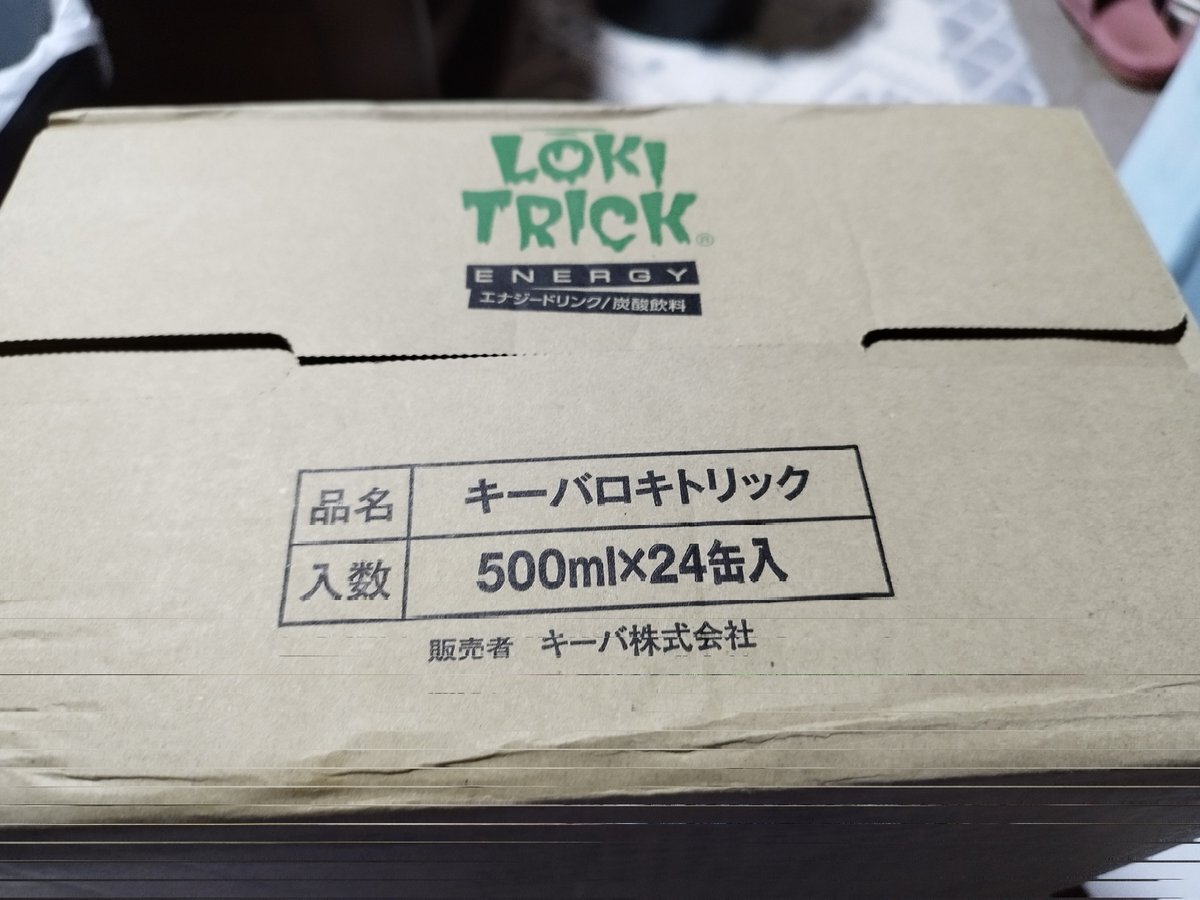 LOKI
TRICK®
ENERGY
エナジードリンク/炭酸飲料
品名 キーバロキトリック
入数 500ml×24缶入
販売者 キーバ株式会社